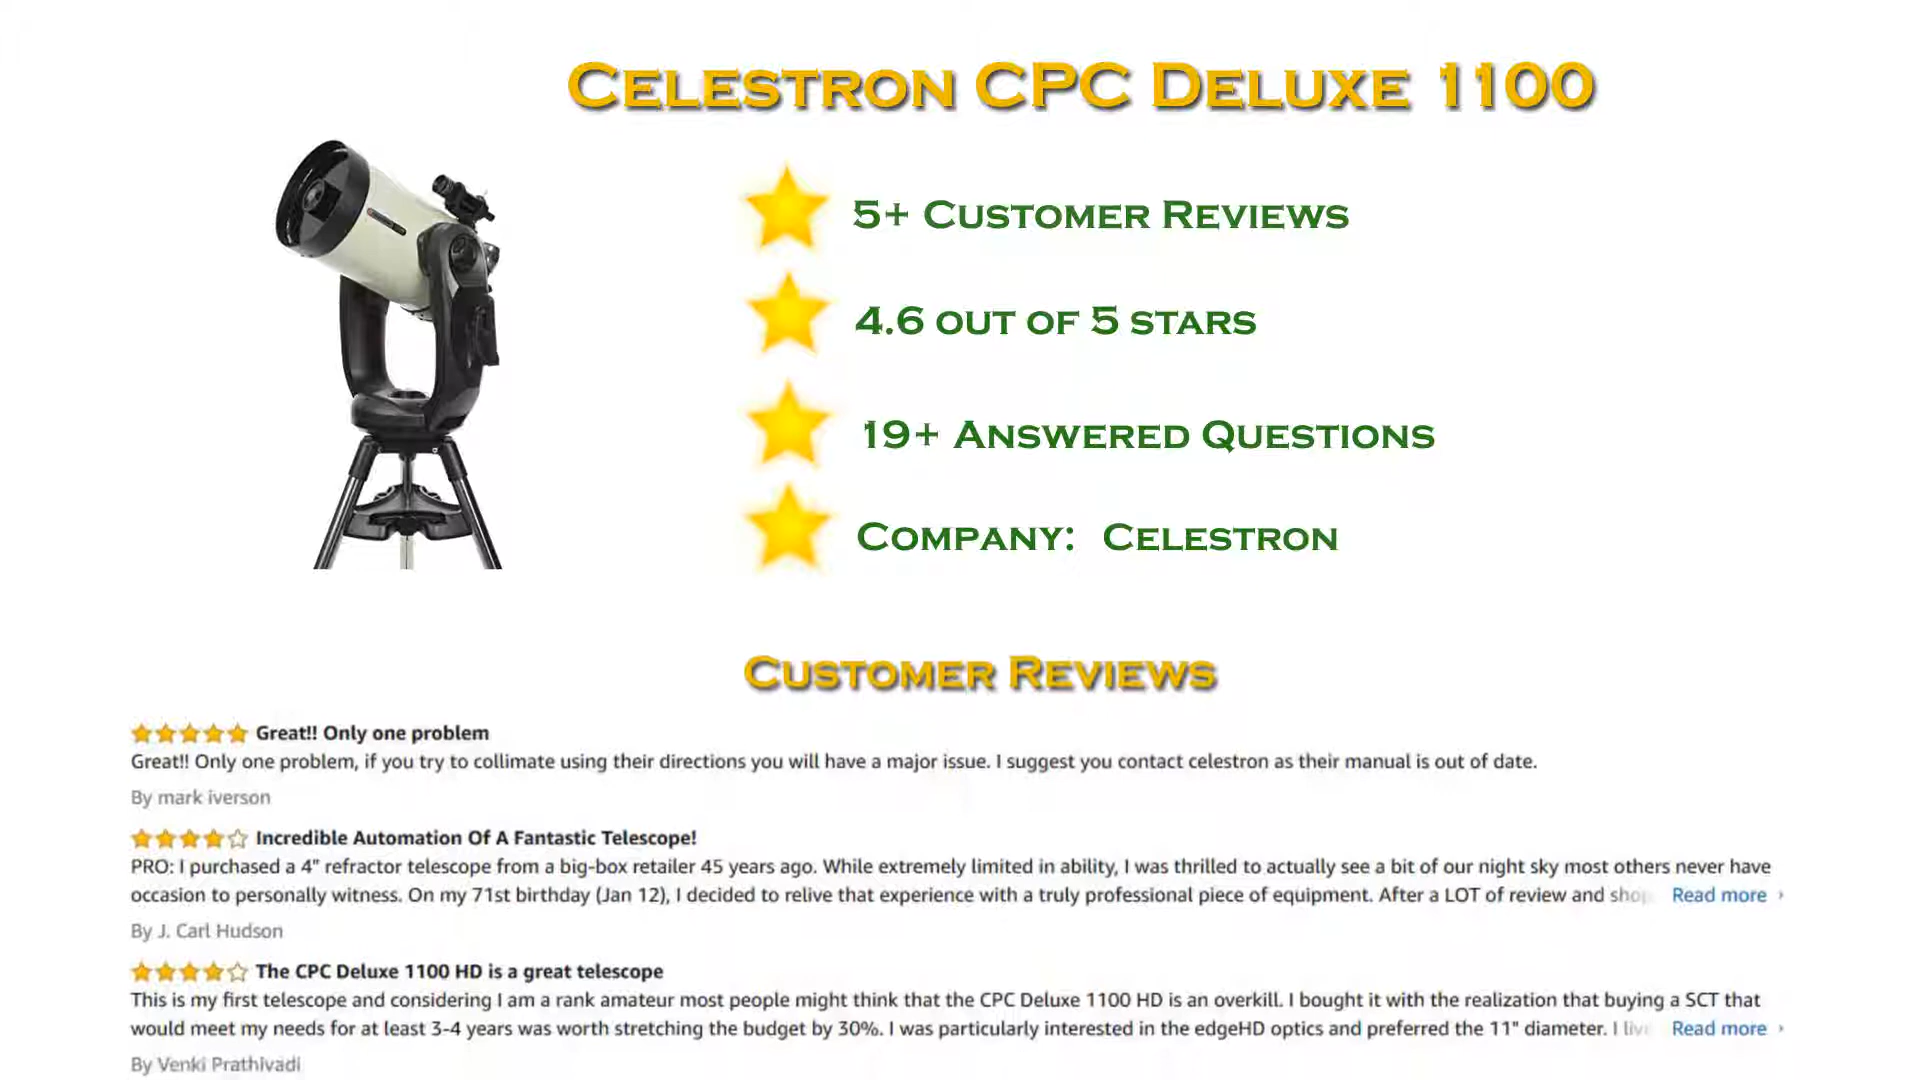 Celestron CPC Deluxe 1100
5+ Customer Reviews
4.6 out of 5 stars
19+ Answered Questions
Company: Celestron
Customer Reviews
Great!! Only one problem
Great!! Only one problem, if you try to collimate using their directions you will have a major issue. I suggest you contact celestron as their manual is out of date.
By mark iverson
Incredible Automation Of A Fantastic Telescope!
PRO: I purchased a 4" refractor telescope from a big-box retailer 45 years ago. While extremely limited in ability, I was thrilled to actually see a bit of our night sky most others never have
occasion to personally witness. On my 71st birthday (Jan 12), I decided to relive that experience with a truly professional piece of equipment. After a LOT of review and Read more ›
By J. Carl Hudson
The CPC Deluxe 1100 HD is a great telescope
This is my first telescope and considering I am a rank amateur most people might think that the CPC Deluxe 1100 HD is an overkill. I bought it with the realization that buying a SCT that
would meet my needs for at least 3-4 years was worth stretching the budget by 30%. I was particularly interested in the edgeHD optics and preferred the 11" diameter. I Read more ›
By Venki Prathivadi